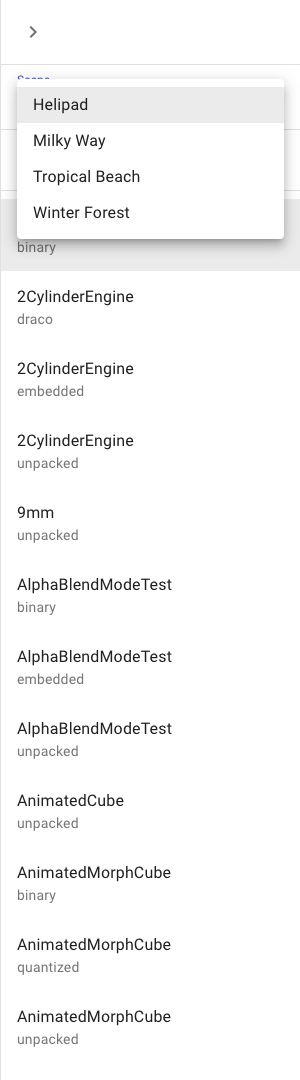 Helipad
Milky Way
Tropical Beach
Winter Forest
binary
2CylinderEngine
draco
2CylinderEngine
embedded
2CylinderEngine
unpacked
9mm
unpacked
AlphaBlendModeTest
binary
AlphaBlendModeTest
embedded
AlphaBlendModeTest
unpacked
AnimatedCube
unpacked
AnimatedMorphCube
binary
AnimatedMorphCube
quantized
AnimatedMorphCube
unpacked